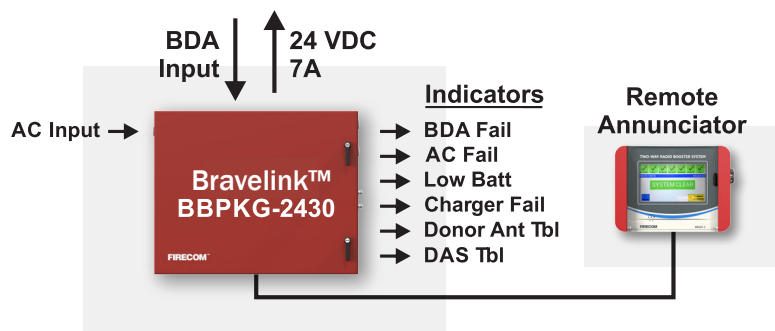 BDA
Input
24 VDC
7A
AC Input
Bravelink™
BBPKG-2430
FIRECOM™
Indicators
BDA Fail
AC Fail
Low Batt
Charger Fail
Donor Ant Tbl
DAS Tbl
Remote
Annunciator
TWO-WAY RADIO BOOSTER SYSTEM
SYSTEM CLEAR
FIRECOM